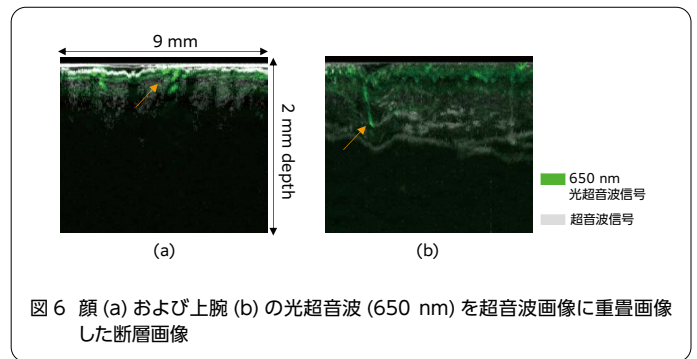 9 mm
2 mm depth
(a)
(b)
650 nm
光超音波信号
超音波信号
図 6 顔 (a) および上腕 (b) の光超音波 (650 nm) を超音波画像に重畳画像
した断層画像